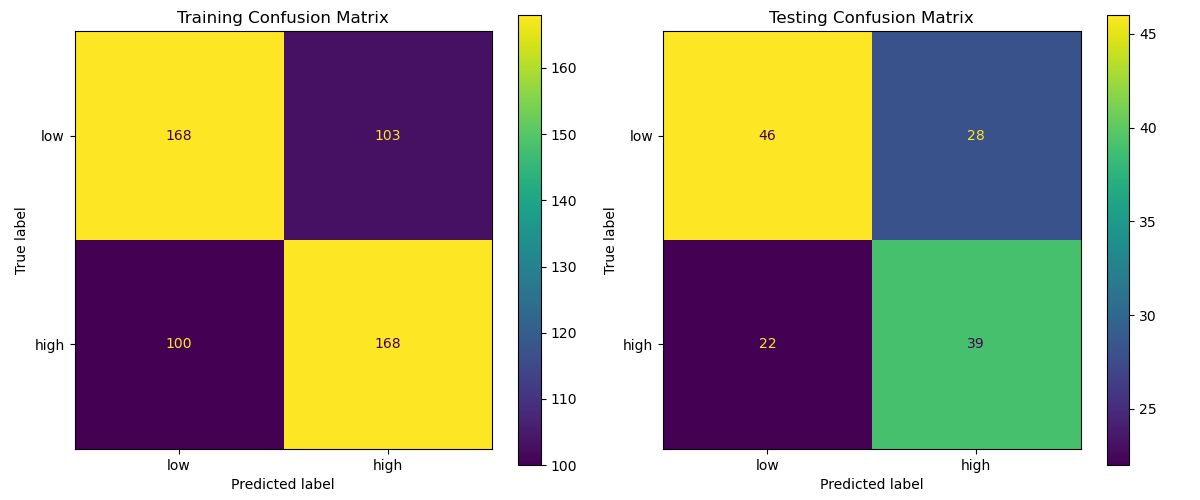 Training Confusion Matrix
True label
low
high
168
103
100
168
low
high
Predicted label
160
150
140
130
120
110
100
Testing Confusion Matrix
True label
low
high
46
28
22
39
low
high
Predicted label
45
40
35
30
25